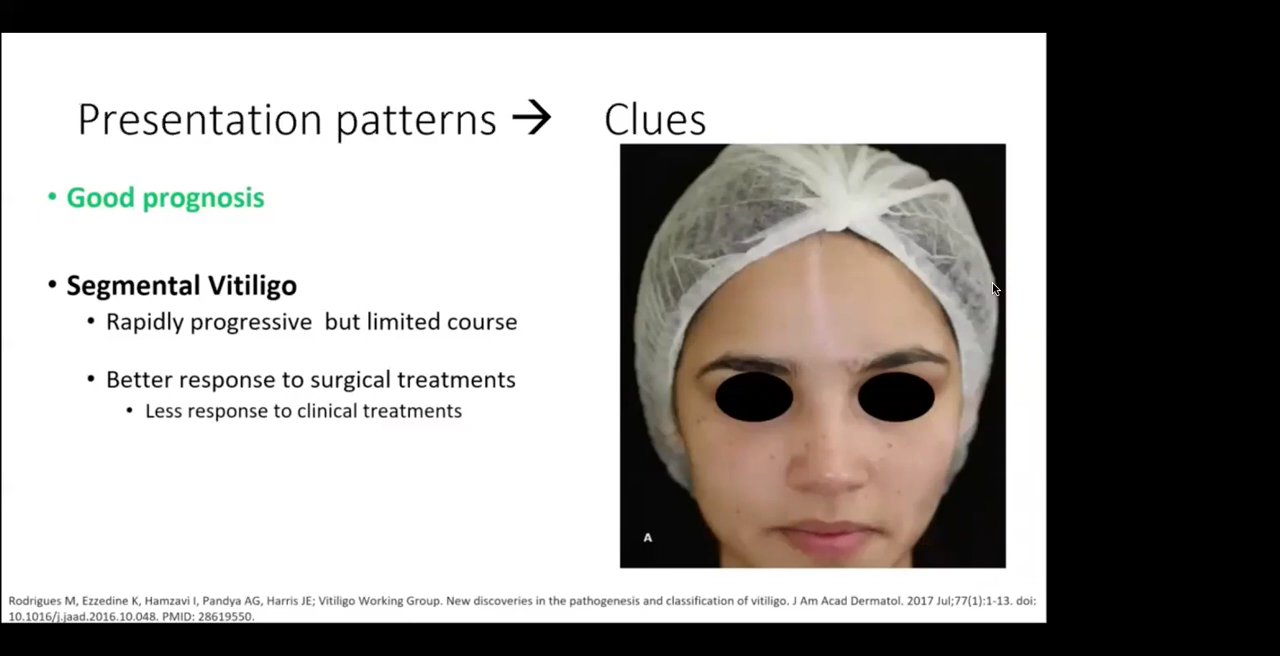 Presentation patterns → Clues
• Good prognosis
• Segmental Vitiligo
• Rapidly progressive but limited course
• Better response to surgical treatments
• Less response to clinical treatments
A
Rodrigues M, Ezzedine K, Hamzavi I, Pandya AG, Harris JE; Vitiligo Working Group. New discoveries in the pathogenesis and classification of vitiligo. J Am Acad Dermatol. 2017 Jul;77(1):1-13. doi:
10.1016/j.jaad.2016.10.048. PMID: 28619550.